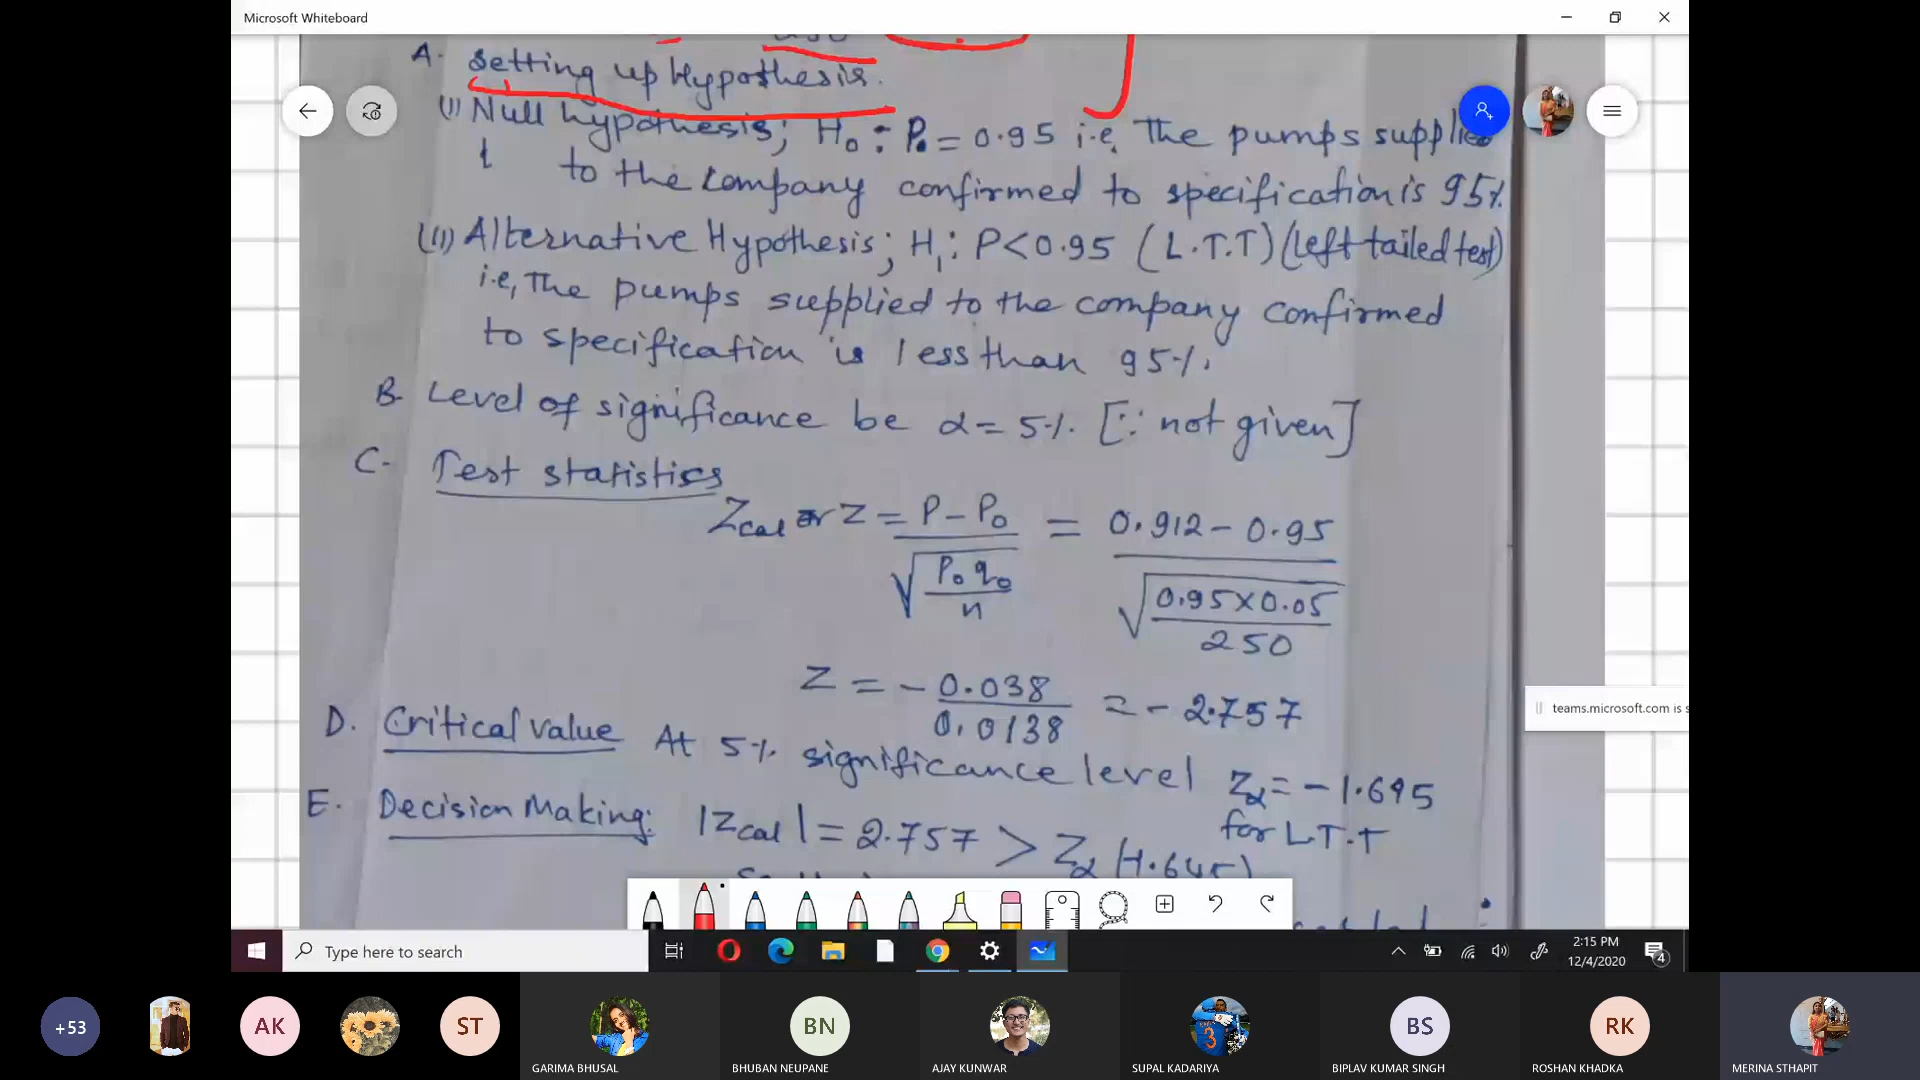 Microsoft Whiteboard
A. Setting up Hypothesis.
(i) Null hypothesis; H₀ : P₀ = 0.95 i.e, The pumps supplied
to the company confirmed to specification is 95%
(ii) Alternative Hypothesis; H₁: P<0.95 (L.T.T) (left tailed test)
i.e, The pumps supplied to the company confirmed
to specification is less than 95%.
B. Level of significance be α = 5%. [∵ not given]
C. Test statistics
Zcal or Z = P - P₀ / √(P₀ q₀ / n) = 0.912 - 0.95 / √(0.95 × 0.05 / 250)
Z = - 0.038 / 0.0138 = - 2.757
teams.microsoft.com is s
D. Critical value At 5% significance level Zα = -1.645
for L.T.T
E. Decision Making: |Zcal| = 2.757 > Zα (1.645)
Type here to search
2:15 PM
12/4/2020
4
+53
AK
ST
BN
3
BS
RK
GARIMA BHUSAL
BHUBAN NEUPANE
AJAY KUNWAR
SUPAL KADARIYA
BIPLAV KUMAR SINGH
ROSHAN KHADKA
MERINA STHAPIT